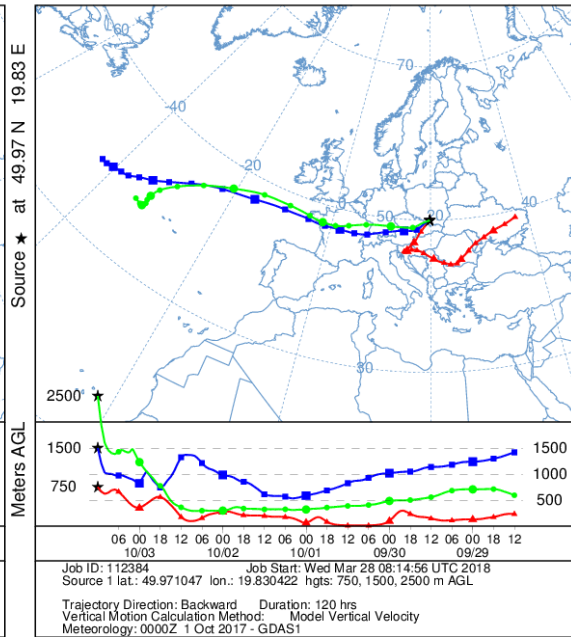 Source ★ at 49.97 N 19.83 E
60
70
-40
-20
0
50
40
30
Meters AGL
2500
1500
750
1500
1000
500
06 00 18 12 06 00 18 12 06 00 18 12 06 00 18 12 06 00 18 12
10/03 10/02 10/01 09/30 09/29
Job ID: 112384 Job Start: Wed Mar 28 08:14:56 UTC 2018
Source 1 lat.: 49.971047 lon.: 19.830422 hgts: 750, 1500, 2500 m AGL
Trajectory Direction: Backward Duration: 120 hrs
Vertical Motion Calculation Method: Model Vertical Velocity
Meteorology: 0000Z 1 Oct 2017 - GDAS1